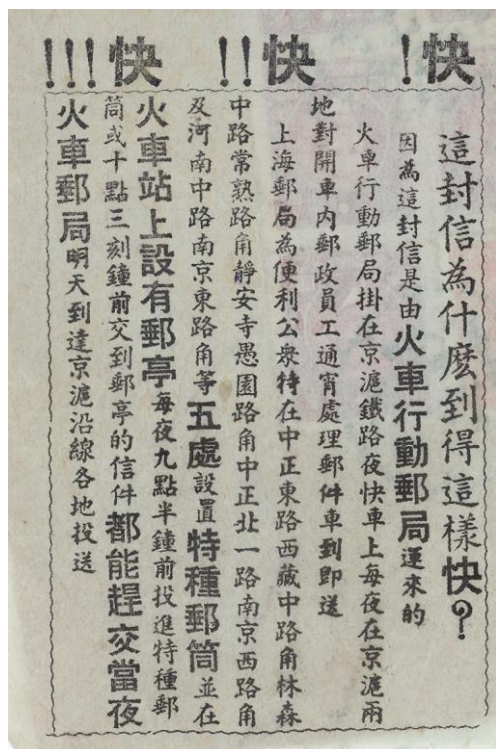 快！ 快！！ 快！！！
這封信為什麽到得這樣快？
因為這封信是由火車行動郵局運來的
火車行動郵局掛在京滬鐵路夜快車上每夜在京滬兩
地對開車內郵政員工通宵處理郵件車到即送
上海郵局為便利公衆特在中正東路西藏中路角林森
中路常熟路角靜安寺愚園路角中正北一路南京西路角
及河南中路南京東路角等五處設置特種郵筒並在
火車站上設有郵亭每夜九點半鐘前投進特種郵
筒或十點三刻鐘前交到郵亭的信件都能趕交當夜
火車郵局明天到達京滬沿線各地投送